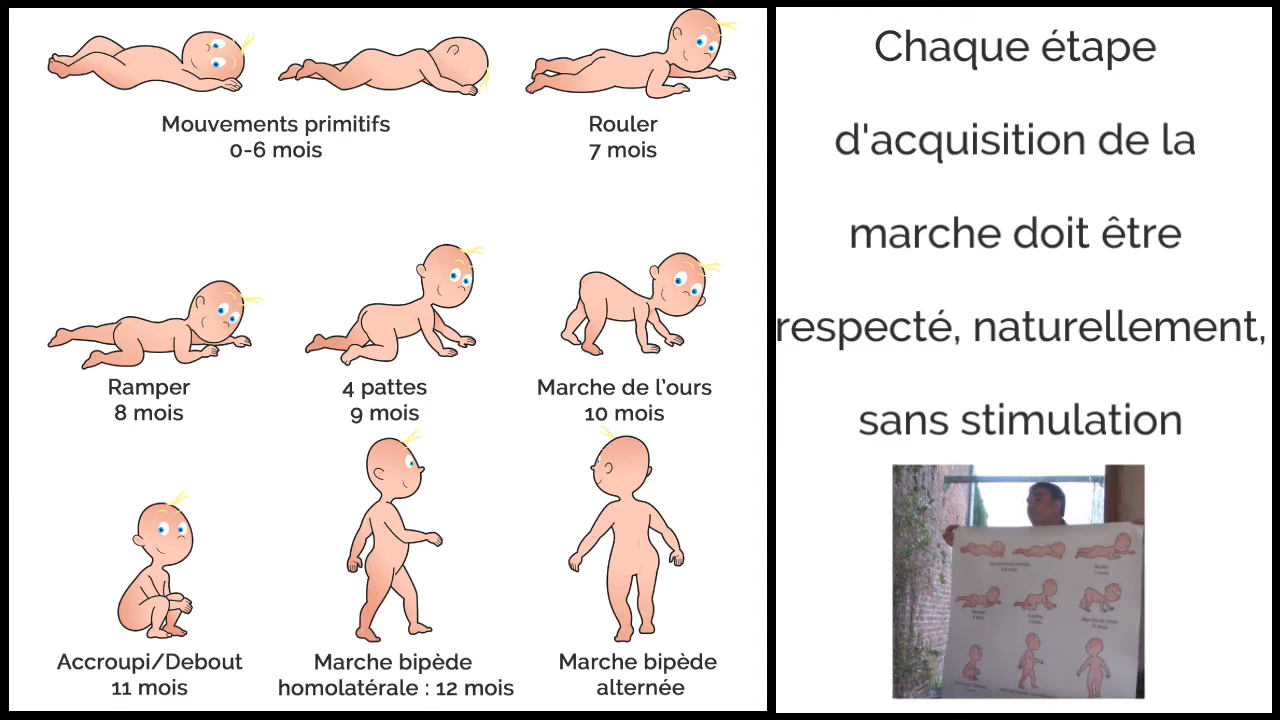 Mouvements primitifs
0-6 mois
Rouler
7 mois
Ramper
8 mois
4 pattes
9 mois
Marche de l’ours
10 mois
Accroupi/Debout
11 mois
Marche bipède
homolatérale : 12 mois
Marche bipède
alternée
Chaque étape
d'acquisition de la
marche doit être
respecté, naturellement,
sans stimulation